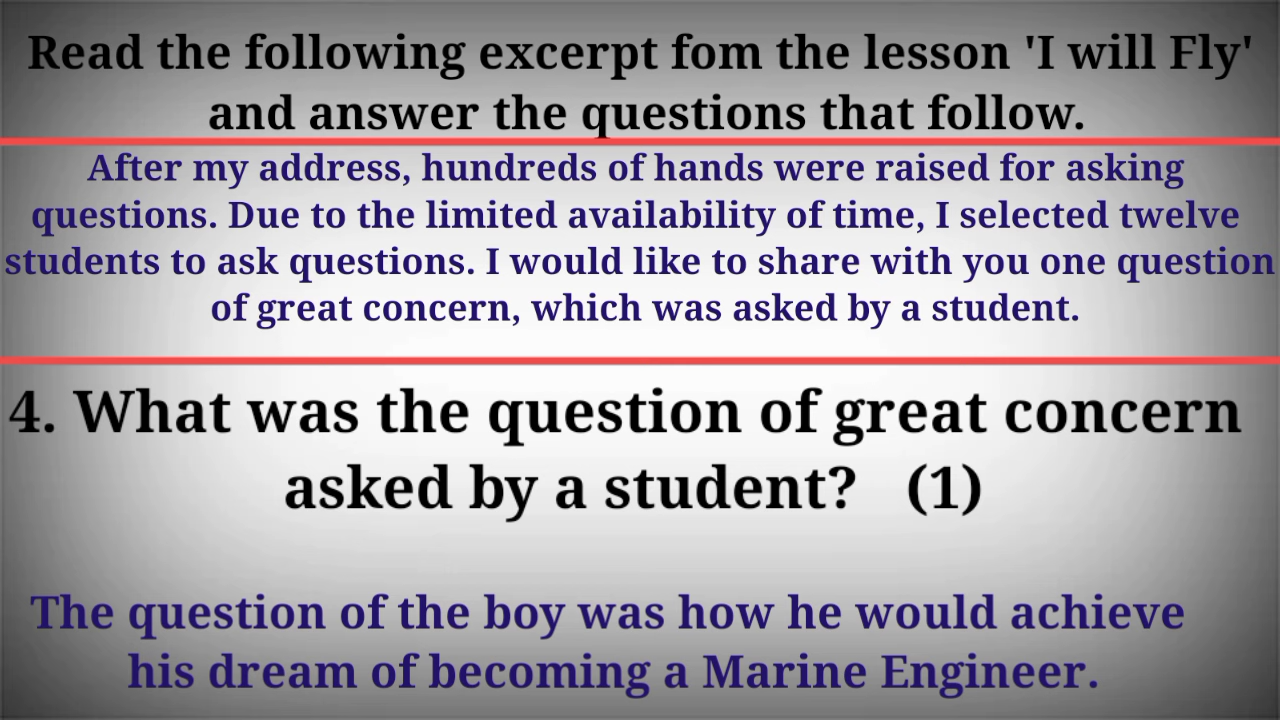 Read the following excerpt fom the lesson 'I will Fly'
and answer the questions that follow.
After my address, hundreds of hands were raised for asking
questions. Due to the limited availability of time, I selected twelve
students to ask questions. I would like to share with you one question
of great concern, which was asked by a student.
4. What was the question of great concern
asked by a student? (1)
The question of the boy was how he would achieve
his dream of becoming a Marine Engineer.